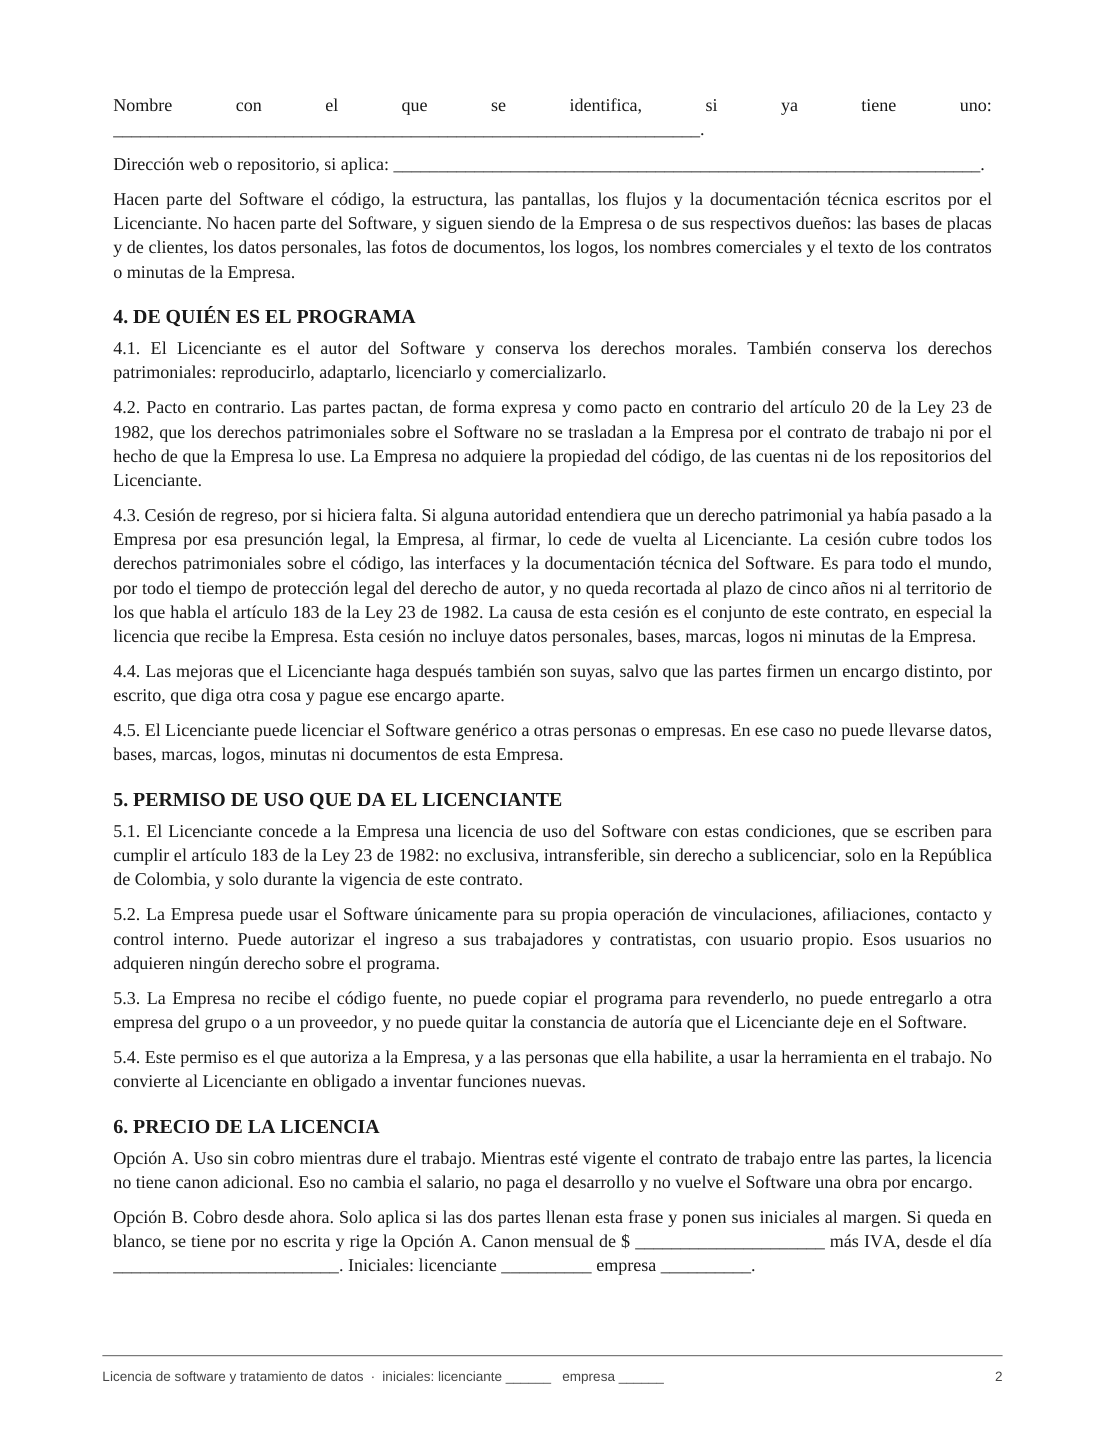 Nombre con el que se identifica, si ya tiene uno:
_________________________________________________________________.
Dirección web o repositorio, si aplica: _________________________________________________________________.
Hacen parte del Software el código, la estructura, las pantallas, los flujos y la documentación técnica escritos por el
Licenciante. No hacen parte del Software, y siguen siendo de la Empresa o de sus respectivos dueños: las bases de placas
y de clientes, los datos personales, las fotos de documentos, los logos, los nombres comerciales y el texto de los contratos
o minutas de la Empresa.
4. DE QUIÉN ES EL PROGRAMA
4.1. El Licenciante es el autor del Software y conserva los derechos morales. También conserva los derechos
patrimoniales: reproducirlo, adaptarlo, licenciarlo y comercializarlo.
4.2. Pacto en contrario. Las partes pactan, de forma expresa y como pacto en contrario del artículo 20 de la Ley 23 de
1982, que los derechos patrimoniales sobre el Software no se trasladan a la Empresa por el contrato de trabajo ni por el
hecho de que la Empresa lo use. La Empresa no adquiere la propiedad del código, de las cuentas ni de los repositorios del
Licenciante.
4.3. Cesión de regreso, por si hiciera falta. Si alguna autoridad entendiera que un derecho patrimonial ya había pasado a la
Empresa por esa presunción legal, la Empresa, al firmar, lo cede de vuelta al Licenciante. La cesión cubre todos los
derechos patrimoniales sobre el código, las interfaces y la documentación técnica del Software. Es para todo el mundo,
por todo el tiempo de protección legal del derecho de autor, y no queda recortada al plazo de cinco años ni al territorio de
los que habla el artículo 183 de la Ley 23 de 1982. La causa de esta cesión es el conjunto de este contrato, en especial la
licencia que recibe la Empresa. Esta cesión no incluye datos personales, bases, marcas, logos ni minutas de la Empresa.
4.4. Las mejoras que el Licenciante haga después también son suyas, salvo que las partes firmen un encargo distinto, por
escrito, que diga otra cosa y pague ese encargo aparte.
4.5. El Licenciante puede licenciar el Software genérico a otras personas o empresas. En ese caso no puede llevarse datos,
bases, marcas, logos, minutas ni documentos de esta Empresa.
5. PERMISO DE USO QUE DA EL LICENCIANTE
5.1. El Licenciante concede a la Empresa una licencia de uso del Software con estas condiciones, que se escriben para
cumplir el artículo 183 de la Ley 23 de 1982: no exclusiva, intransferible, sin derecho a sublicenciar, solo en la República
de Colombia, y solo durante la vigencia de este contrato.
5.2. La Empresa puede usar el Software únicamente para su propia operación de vinculaciones, afiliaciones, contacto y
control interno. Puede autorizar el ingreso a sus trabajadores y contratistas, con usuario propio. Esos usuarios no
adquieren ningún derecho sobre el programa.
5.3. La Empresa no recibe el código fuente, no puede copiar el programa para revenderlo, no puede entregarlo a otra
empresa del grupo o a un proveedor, y no puede quitar la constancia de autoría que el Licenciante deje en el Software.
5.4. Este permiso es el que autoriza a la Empresa, y a las personas que ella habilite, a usar la herramienta en el trabajo. No
convierte al Licenciante en obligado a inventar funciones nuevas.
6. PRECIO DE LA LICENCIA
Opción A. Uso sin cobro mientras dure el trabajo. Mientras esté vigente el contrato de trabajo entre las partes, la licencia
no tiene canon adicional. Eso no cambia el salario, no paga el desarrollo y no vuelve el Software una obra por encargo.
Opción B. Cobro desde ahora. Solo aplica si las dos partes llenan esta frase y ponen sus iniciales al margen. Si queda en
blanco, se tiene por no escrita y rige la Opción A. Canon mensual de $ _____________________ más IVA, desde el día
_________________________. Iniciales: licenciante __________ empresa __________.
Licencia de software y tratamiento de datos · iniciales: licenciante ______ empresa ______ 2